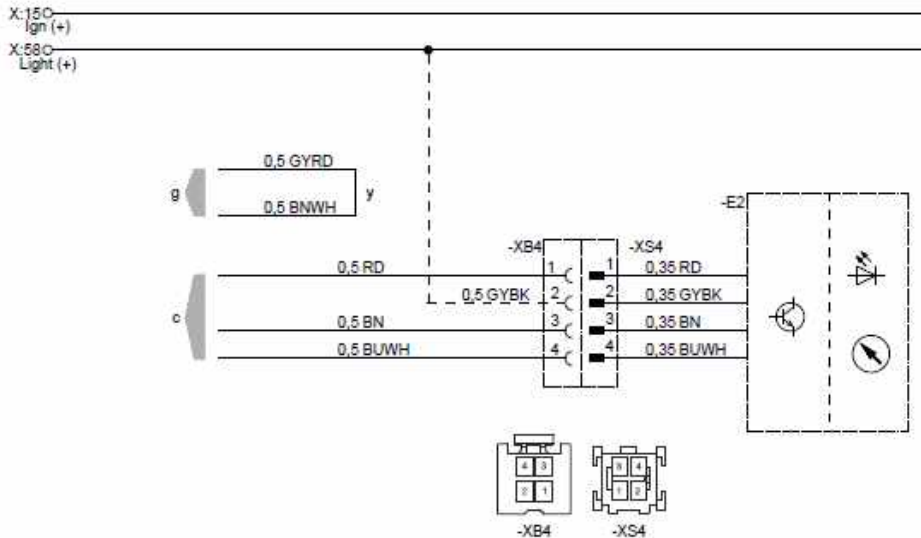 X:15
Ign (+)
X:58
Light (+)
0,5 GYRD
g
y
0,5 BNWH
-E2
-XB4
-XS4
0,5 RD
1
1
0,35 RD
0,5 GYBK
2
2
0,35 GYBK
c
0,5 BN
3
3
0,35 BN
0,5 BUWH
4
4
0,35 BUWH
4 3
2 1
3 4
1 2
-XB4
-XS4